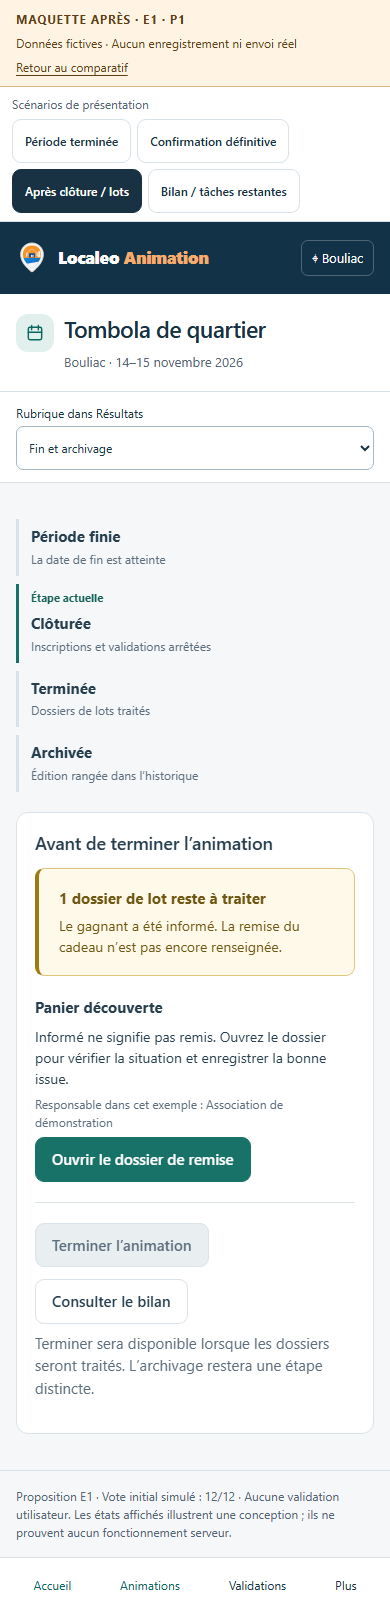 MAQUETTE APRÈS · E1 · P1
Données fictives · Aucun enregistrement ni envoi réel
Retour au comparatif
Scénarios de présentation
Période terminée
Confirmation définitive
Après clôture / lots
Bilan / tâches restantes
Localeo Animation
Bouliac
Tombola de quartier
Bouliac · 14–15 novembre 2026
Rubrique dans Résultats
Fin et archivage
Période finie
La date de fin est atteinte
Étape actuelle
Clôturée
Inscriptions et validations arrêtées
Terminée
Dossiers de lots traités
Archivée
Édition rangée dans l’historique
Avant de terminer l’animation
1 dossier de lot reste à traiter
Le gagnant a été informé. La remise du
cadeau n’est pas encore renseignée.
Panier découverte
Informé ne signifie pas remis. Ouvrez le dossier
pour vérifier la situation et enregistrer la bonne
issue.
Responsable dans cet exemple : Association de
démonstration
Ouvrir le dossier de remise
Terminer l’animation
Consulter le bilan
Terminer sera disponible lorsque les dossiers
seront traités. L’archivage restera une étape
distincte.
Proposition E1 · Vote initial simulé : 12/12 · Aucune validation
utilisateur. Les états affichés illustrent une conception ; ils ne
prouvent aucun fonctionnement serveur.
Accueil
Animations
Validations
Plus